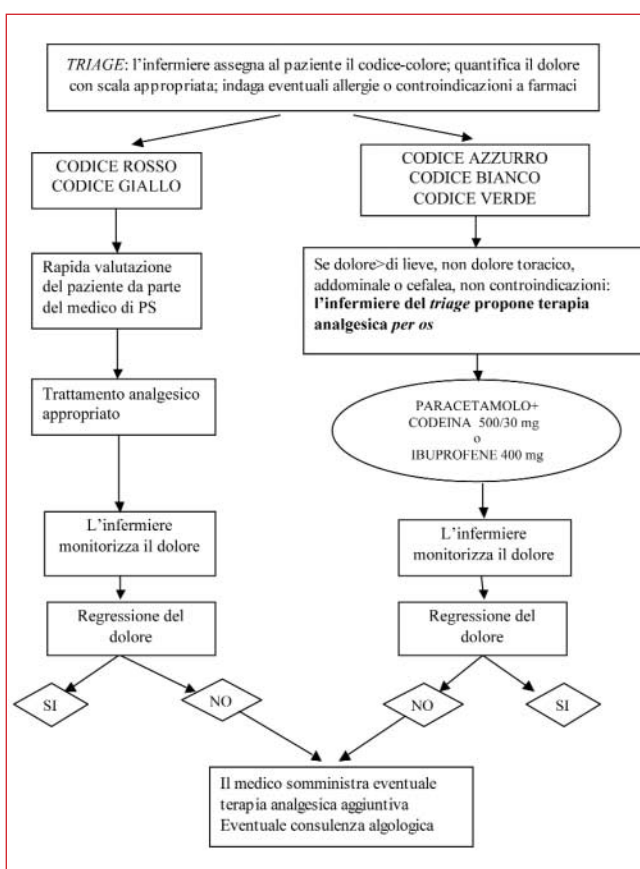 TRIAGE: l’infermiere assegna al paziente il codice-colore; quantifica il dolore
con scala appropriata; indaga eventuali allergie o controindicazioni a farmaci
CODICE ROSSO
CODICE GIALLO
CODICE AZZURRO
CODICE BIANCO
CODICE VERDE
Rapida valutazione
del paziente da parte
del medico di PS
Se dolore>di lieve, non dolore toracico,
addominale o cefalea, non controindicazioni:
l’infermiere del triage propone terapia
analgesica per os
Trattamento analgesico
appropriato
PARACETAMOLO+
CODEINA 500/30 mg
o
IBUPROFENE 400 mg
L’infermiere
monitorizza il dolore
L’infermiere
monitorizza il dolore
Regressione del
dolore
Regressione del
dolore
SI
NO
NO
SI
Il medico somministra eventuale
terapia analgesica aggiuntiva
Eventuale consulenza algologica